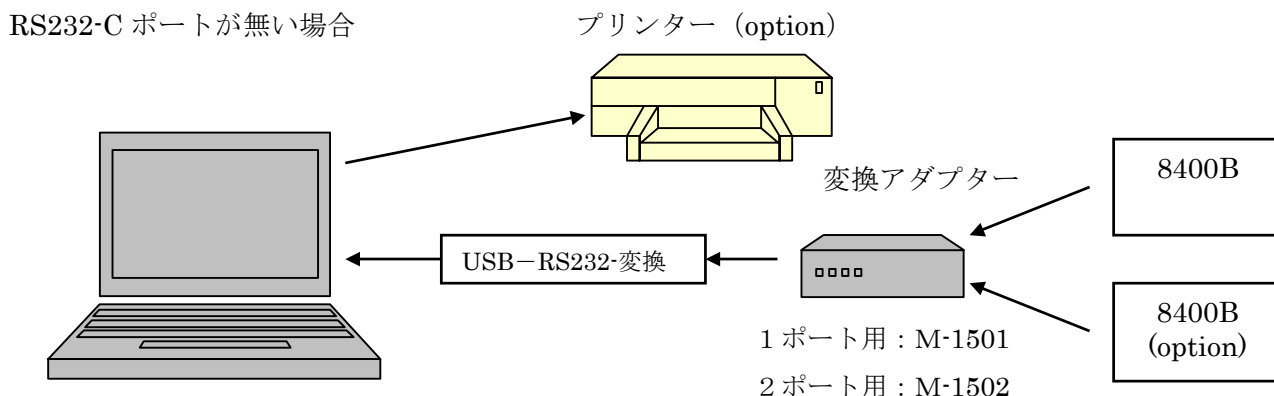 RS232-C ポートが無い場合
プリンター（option）
変換アダプター
8400B
USB－RS232-変換
8400B
(option)
１ポート用：M-1501
２ポート用：M-1502